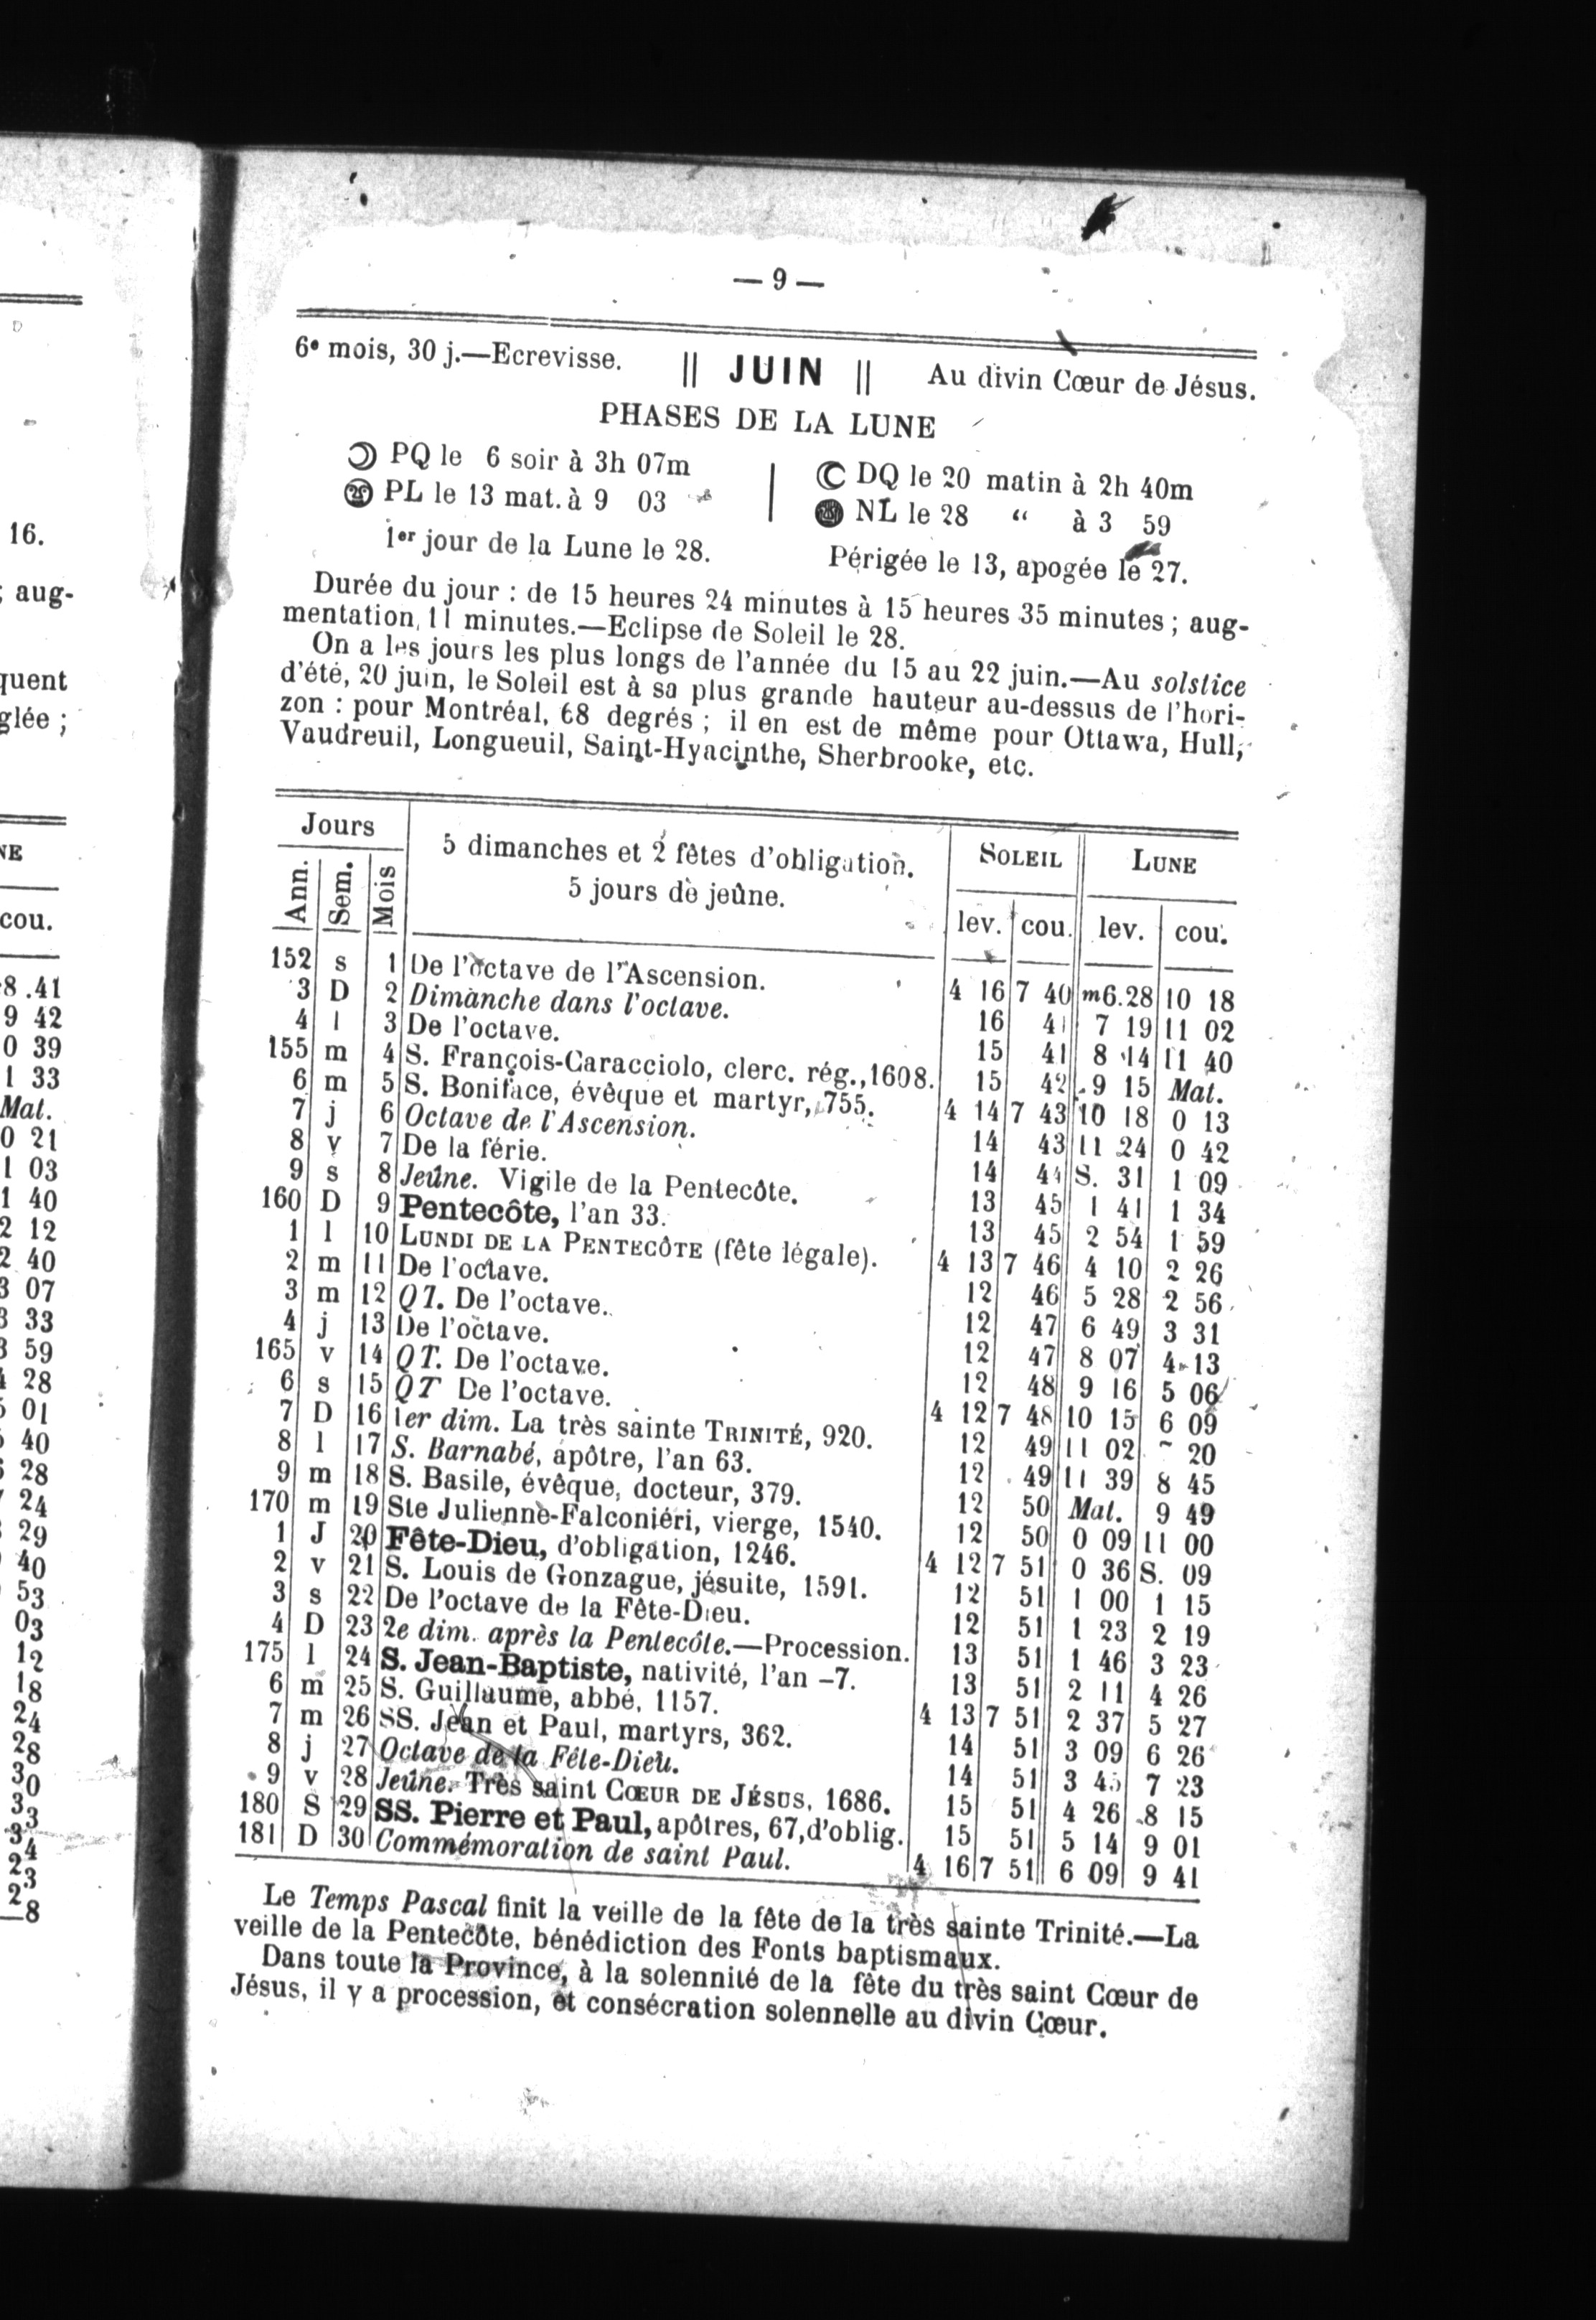 — 9 —
6e mois, 30 j.—Ecrevisse. || JUIN || Au divin Cœur de Jésus.
PHASES DE LA LUNE
PQ le 6 soir à 3h 07m
PL le 13 mat. à 9 03
1er jour de la Lune le 28.
DQ le 20 matin à 2h 40m
NL le 28 “ à 3 59
Périgée le 13, apogée le 27.
Durée du jour : de 15 heures 24 minutes à 15 heures 35 minutes ; aug-
mentation, 11 minutes.—Eclipse de Soleil le 28.
On a les jours les plus longs de l'année du 15 au 22 juin.—Au solstice
d'été, 20 juin, le Soleil est à sa plus grande hauteur au-dessus de l'hori-
zon : pour Montréal, 68 degrés ; il en est de même pour Ottawa, Hull,
Vaudreuil, Longueuil, Saint-Hyacinthe, Sherbrooke, etc.
Jours 5 dimanches et 2 fêtes d'obligation. SOLEIL LUNE
Ann. Sem. Mois 5 jours de jeûne. lev. cou. lev. cou.
152 s 1 De l'octave de l'Ascension. 4 16 7 40 m6.28 10 18
3 D 2 Dimanche dans l'octave. 16 41 7 19 11 02
4 l 3 De l'octave. 15 41 8 14 11 40
155 m 4 S. François-Caracciolo, clerc. rég., 1608. 15 42 9 15 Mat.
6 m 5 S. Boniface, évêque et martyr, 755. 4 14 7 43 10 18 0 13
7 j 6 Octave de l'Ascension. 14 43 11 24 0 42
8 v 7 De la férie. 14 44 S. 31 1 09
9 s 8 Jeûne. Vigile de la Pentecôte. 13 45 1 41 1 34
160 D 9 Pentecôte, l'an 33. 13 45 2 54 1 59
1 l 10 LUNDI DE LA PENTECÔTE (fête légale). 4 13 7 46 4 10 2 26
2 m 11 De l'octave. 12 46 5 28 2 56
3 m 12 QT. De l'octave. 12 47 6 49 3 31
4 j 13 De l'octave. 12 47 8 07 4 13
165 v 14 QT. De l'octave. 12 48 9 16 5 06
6 s 15 QT De l'octave. 4 12 7 48 10 15 6 09
7 D 16 1er dim. La très sainte TRINITÉ, 920. 12 49 11 02 20
8 l 17 S. Barnabé, apôtre, l'an 63. 12 49 11 39 8 45
9 m 18 S. Basile, évêque, docteur, 379. 12 50 Mat. 9 49
170 m 19 Ste Julienne-Falconiéri, vierge, 1540. 12 50 0 09 11 00
1 J 20 Fête-Dieu, d'obligation, 1246. 4 12 7 51 0 36 S. 09
2 v 21 S. Louis de Gonzague, jésuite, 1591. 12 51 1 00 1 15
3 s 22 De l'octave de la Fête-Dieu. 12 51 1 23 2 19
4 D 23 2e dim. après la Pentecôte.—Procession. 13 51 1 46 3 23
175 l 24 S. Jean-Baptiste, nativité, l'an –7. 13 51 2 11 4 26
6 m 25 S. Guillaume, abbé, 1157. 4 13 7 51 2 37 5 27
7 m 26 SS. Jean et Paul, martyrs, 362. 14 51 3 09 6 26
8 j 27 Octave de la Fête-Dieu. 14 51 3 45 7 23
9 v 28 Jeûne. Très saint CŒUR DE JÉSUS, 1686. 15 51 4 26 8 15
180 S 29 SS. Pierre et Paul, apôtres, 67, d'oblig. 15 51 5 14 9 01
181 D 30 Commémoration de saint Paul. 4 16 7 51 6 09 9 41
Le Temps Pascal finit la veille de la fête de la très sainte Trinité.—La
veille de la Pentecôte, bénédiction des Fonts baptismaux.
Dans toute la Province, à la solennité de la fête du très saint Cœur de
Jésus, il y a procession, et consécration solennelle au divin Cœur.